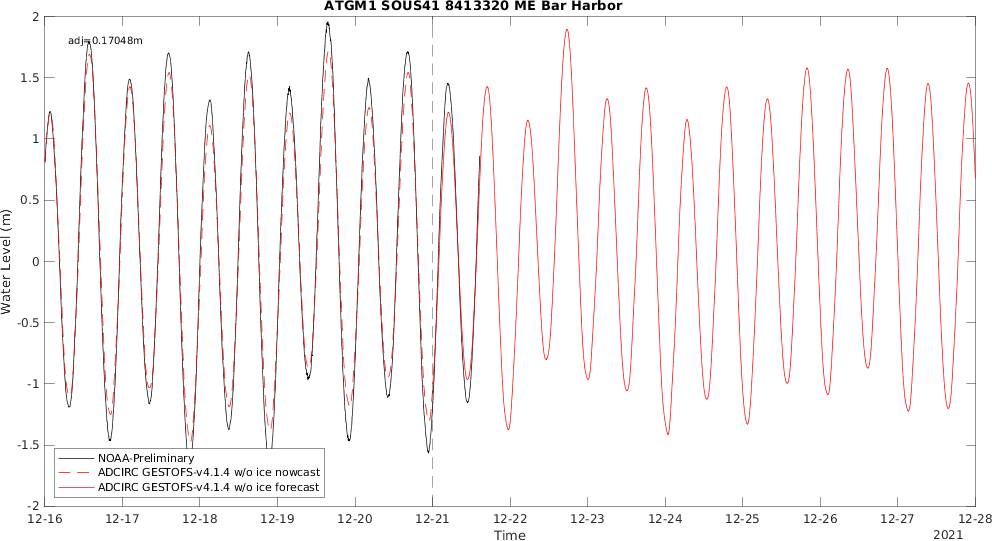 ATGM1 SOUS41 8413320 ME Bar Harbor
adj=0.17048m
2
1.5
1
0.5
0
-0.5
-1
-1.5
-2
Water Level (m)
NOAA-Preliminary
ADCIRC GESTOFS-v4.1.4 w/o ice nowcast
ADCIRC GESTOFS-v4.1.4 w/o ice forecast
12-16 12-17 12-18 12-19 12-20 12-21 12-22 12-23 12-24 12-25 12-26 12-27 12-28
Time
2021